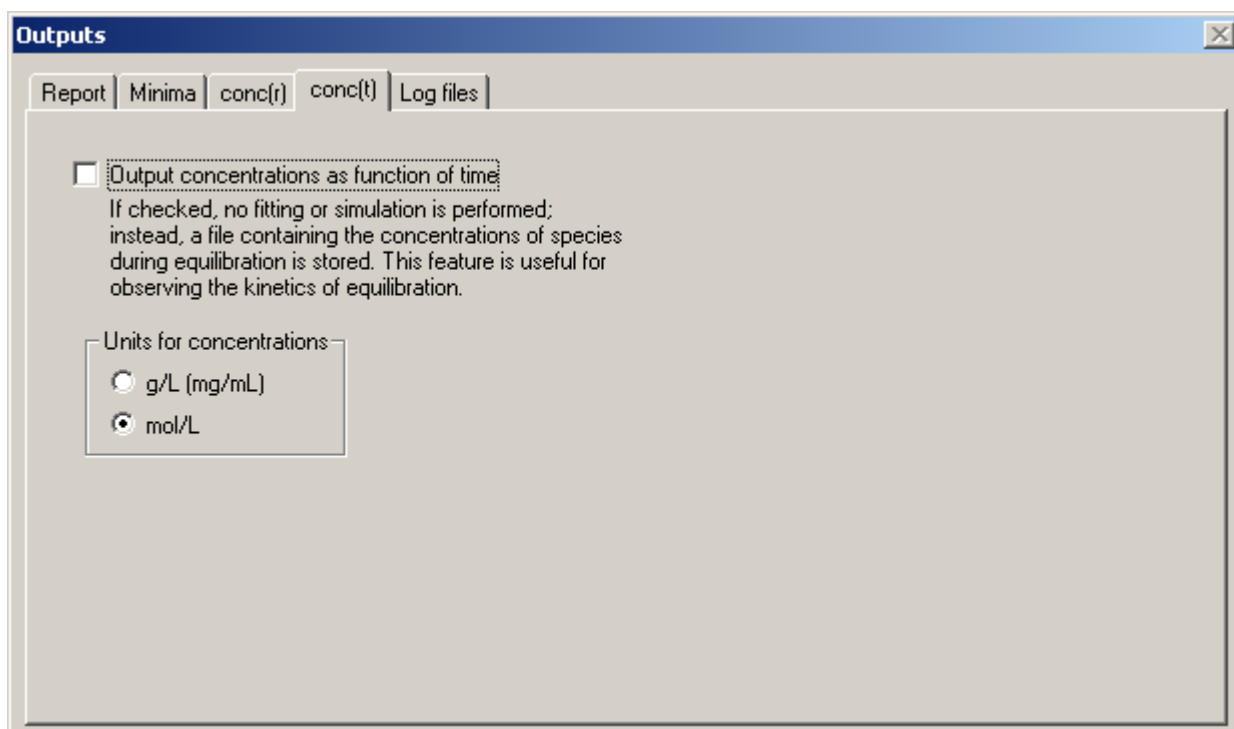 Outputs
Report Minima conc(r) conc(t) Log files
Output concentrations as function of time
If checked, no fitting or simulation is performed;
instead, a file containing the concentrations of species
during equilibration is stored. This feature is useful for
observing the kinetics of equilibration.
Units for concentrations
g/L (mg/mL)
mol/L